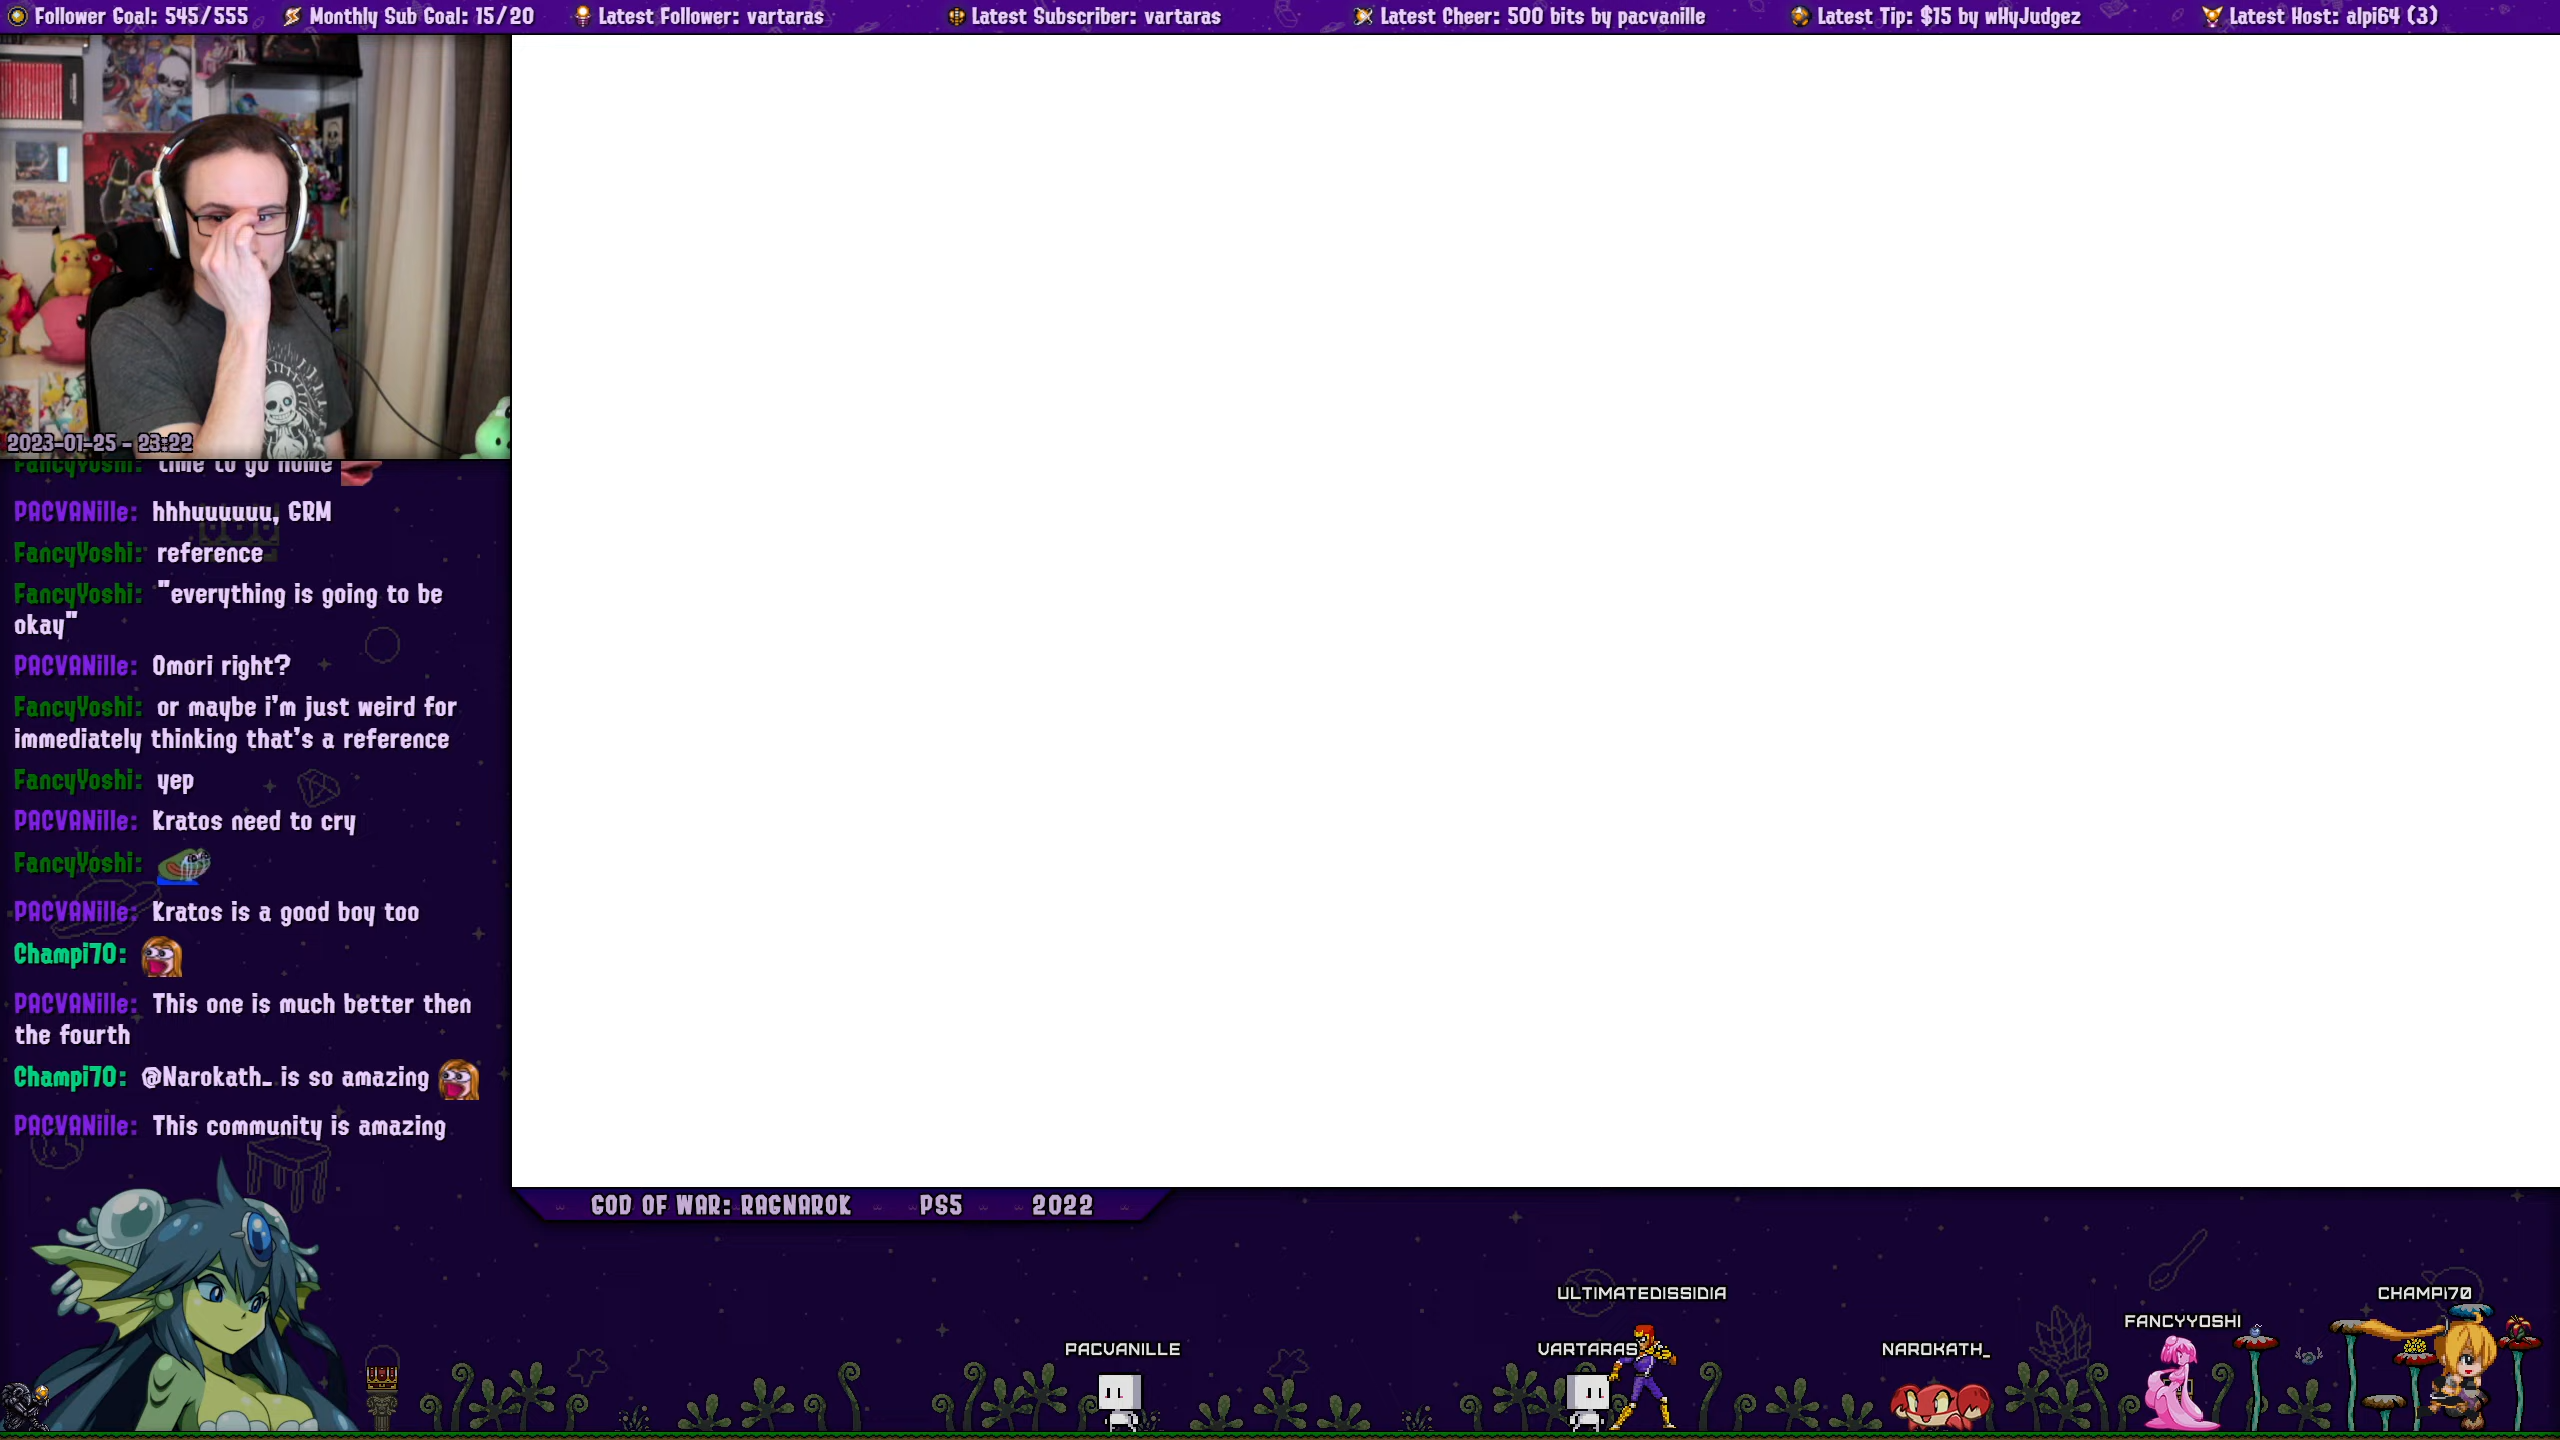 Follower Goal: 545/555
Monthly Sub Goal: 15/20
Latest Follower: vartaras
Latest Subscriber: vartaras
Latest Cheer: 500 bits by pacvanille
Latest Tip: $15 by wHyJudgez
Latest Host: alpi64 (3)
2023-01-25 - 23:22
FancyYoshi: time to go home
PACVANille: hhhuuuuuu, GRM
FancyYoshi: reference
FancyYoshi: "everything is going to be
okay"
PACVANille: Omori right?
FancyYoshi: or maybe i'm just weird for
immediately thinking that's a reference
FancyYoshi: yep
PACVANille: Kratos need to cry
FancyYoshi:
PACVANille: Kratos is a good boy too
Champi70:
PACVANille: This one is much better then
the fourth
Champi70: @Narokath_ is so amazing
PACVANille: This community is amazing
GOD OF WAR: RAGNAROK PS5 2022
ULTIMATEDISSIDIA
CHAMPI70
FANCYYOSHI
PACVANILLE
VARTARAS
NAROKATH_